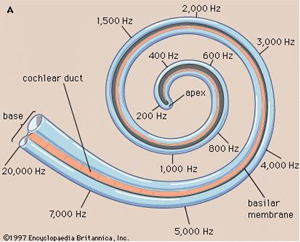 A
2,000 Hz
1,500 Hz
3,000 Hz
400 Hz
600 Hz
cochlear duct
apex
200 Hz
base
800 Hz
1,000 Hz
4,000 Hz
20,000 Hz
basilar
membrane
7,000 Hz
5,000 Hz
©1997 Encyclopaedia Britannica, Inc.